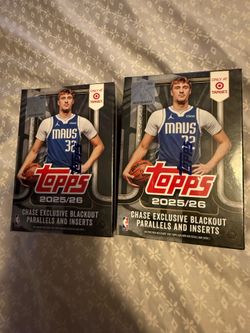 ONLY AT
TARGET
MAVS
32
TOPPS
2025/26
CHASE EXCLUSIVE BLACKOUT
PARALLELS AND INSERTS
ONLY AT
TARGET
MAVS
32
TOPPS
2025/26
CHASE EXCLUSIVE BLACKOUT
PARALLELS AND INSERTS